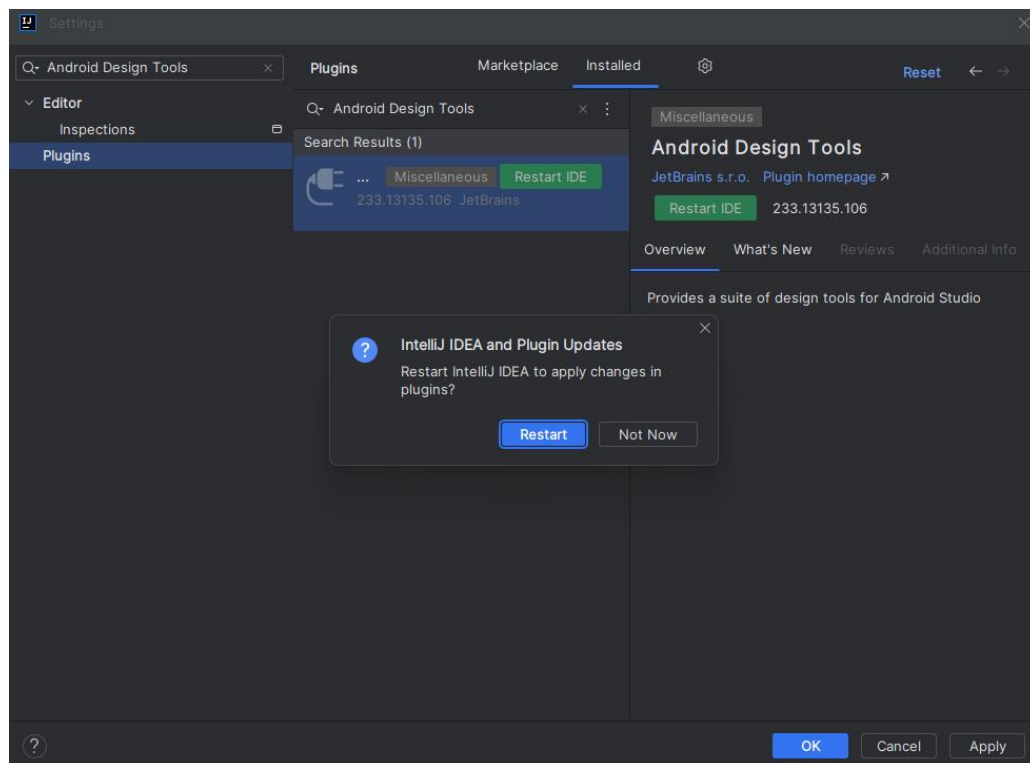 Settings
Android Design Tools
Editor
Inspections
Plugins
Plugins
Marketplace
Installed
Reset
Android Design Tools
Search Results (1)
... Miscellaneous Restart IDE
233.13135.106 JetBrains
Miscellaneous
Android Design Tools
JetBrains s.r.o. Plugin homepage ↗
Restart IDE 233.13135.106
Overview What's New Reviews Additional Info
Provides a suite of design tools for Android Studio
IntelliJ IDEA and Plugin Updates
Restart IntelliJ IDEA to apply changes in
plugins?
Restart Not Now
?
OK Cancel Apply